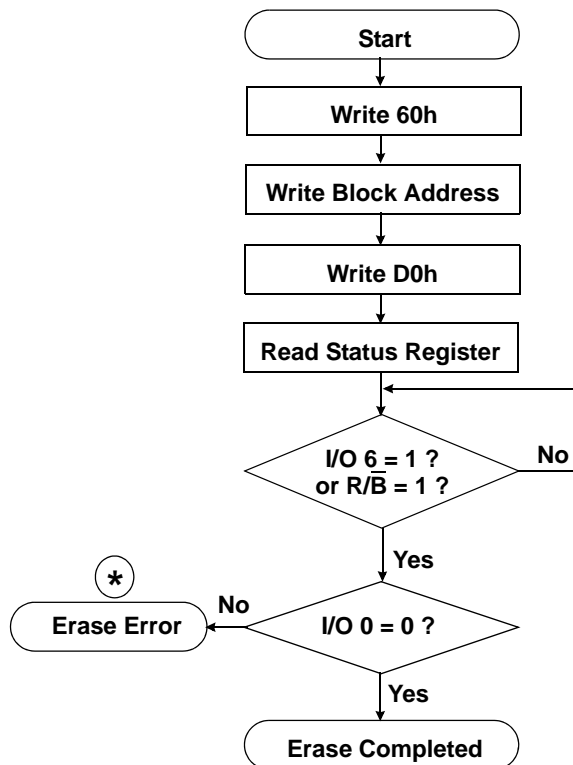 Start
Write 60h
Write Block Address
Write D0h
Read Status Register
I/O 6 = 1 ?
or R/B̅ = 1 ?
No
Yes
*
No
Erase Error
I/O 0 = 0 ?
Yes
Erase Completed